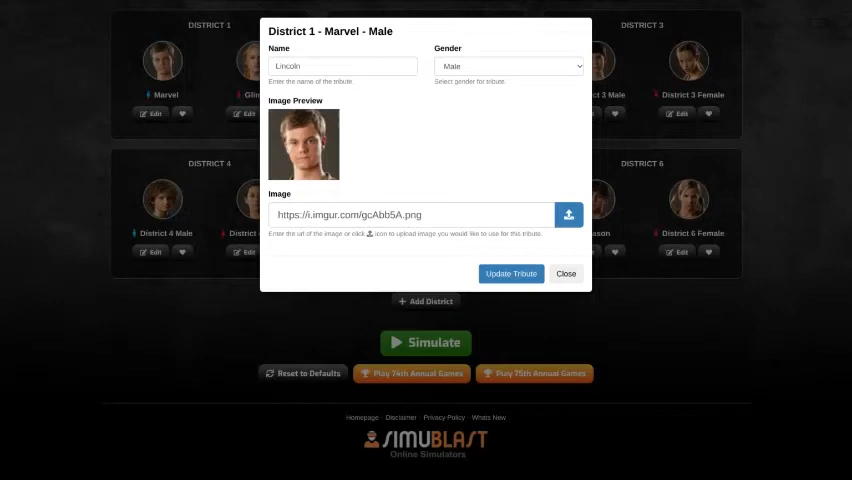 DISTRICT 1
DISTRICT 3
District 1 - Marvel - Male
Name
Gender
Lincoln
Male
Enter the name of the tribute.
Select gender for tribute.
Image Preview
Marvel
Glim
t 3 Male
District 3 Female
Edit
Edit
Edit
DISTRICT 4
DISTRICT 6
Image
https://i.imgur.com/gcAbb5A.png
Enter the url of the image or click icon to upload image you would like to use for this tribute.
District 4 Male
District
ason
District 6 Female
Edit
Edit
Edit
Update Tribute
Close
Add District
Simulate
Reset to Defaults
Play 74th Annual Games
Play 75th Annual Games
Homepage · Disclaimer · Privacy Policy · Whats New
SIMUBLAST
Online Simulators